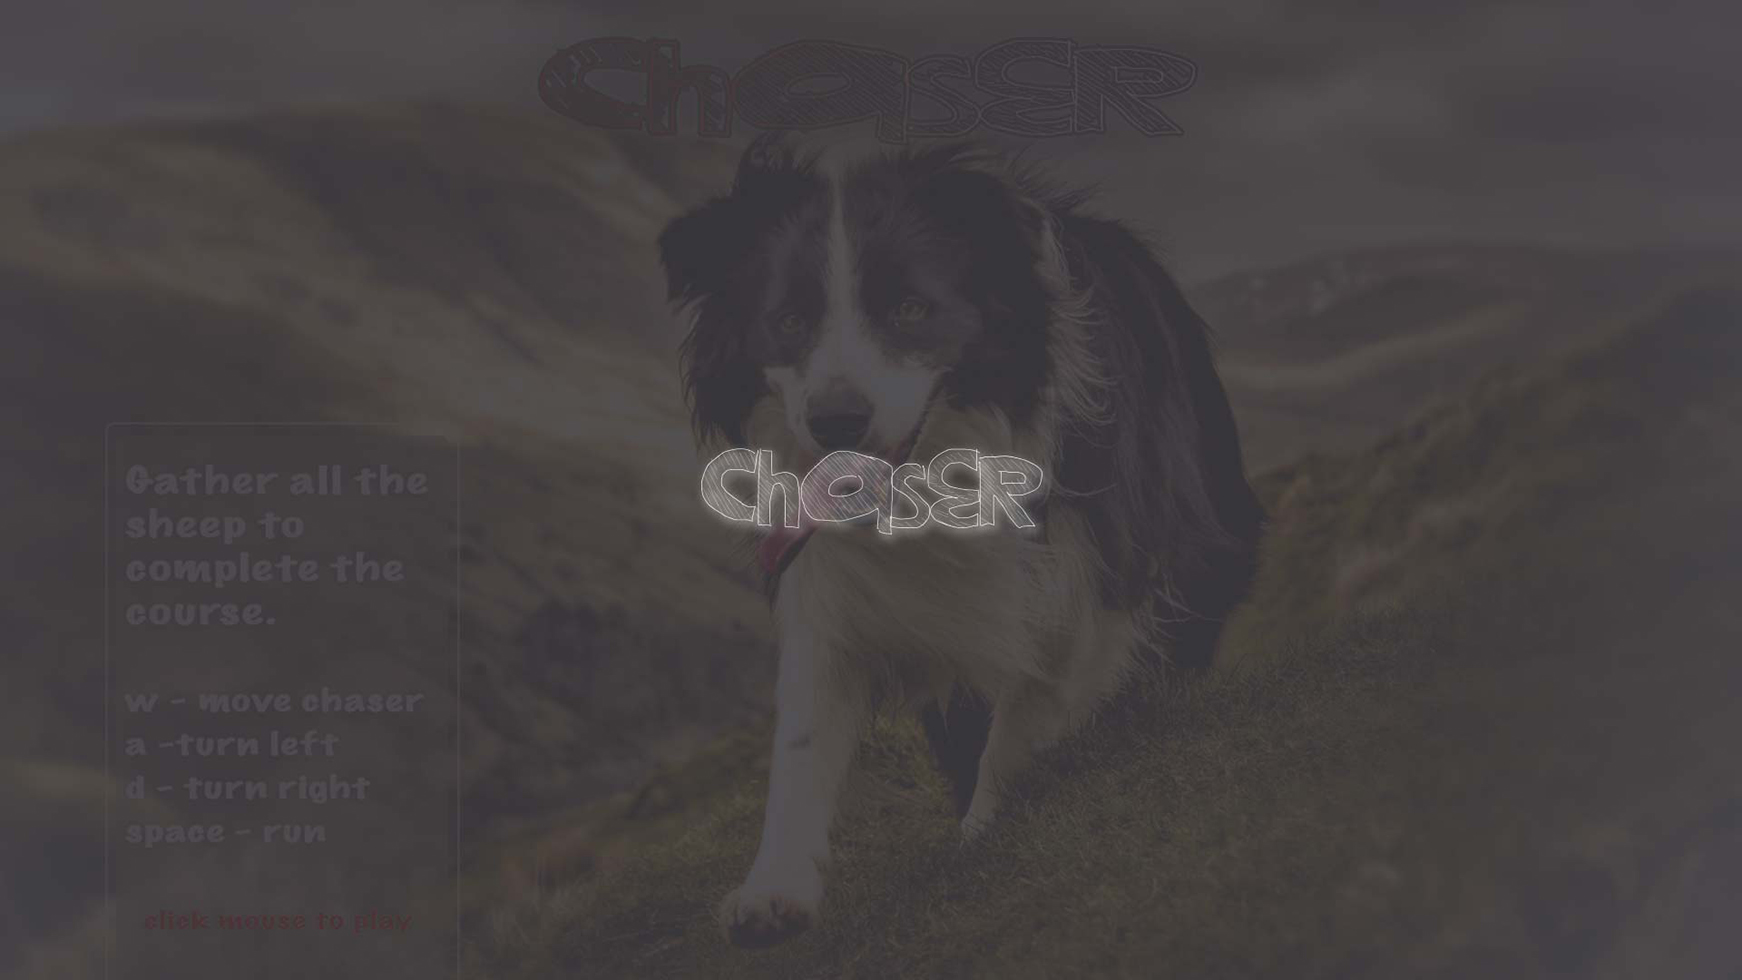 ChasER
ChasER
Gather all the
sheep to
complete the
course.
w - move chaser
a -turn left
d - turn right
space - run
click mouse to play